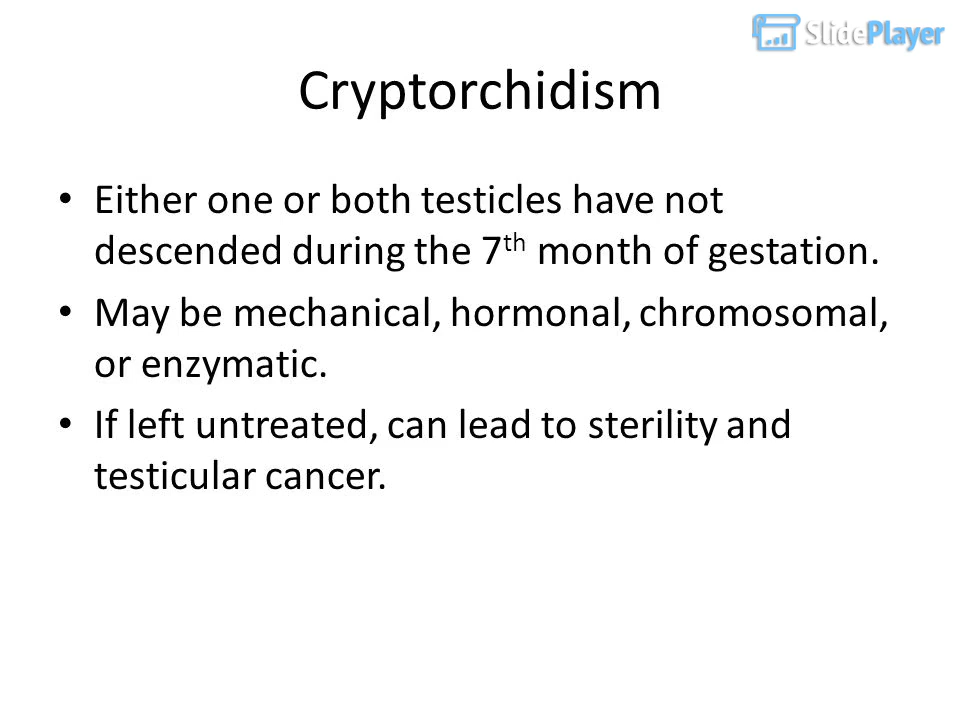 SlidePlayer
Cryptorchidism
• Either one or both testicles have not
descended during the 7th month of gestation.
• May be mechanical, hormonal, chromosomal,
or enzymatic.
• If left untreated, can lead to sterility and
testicular cancer.